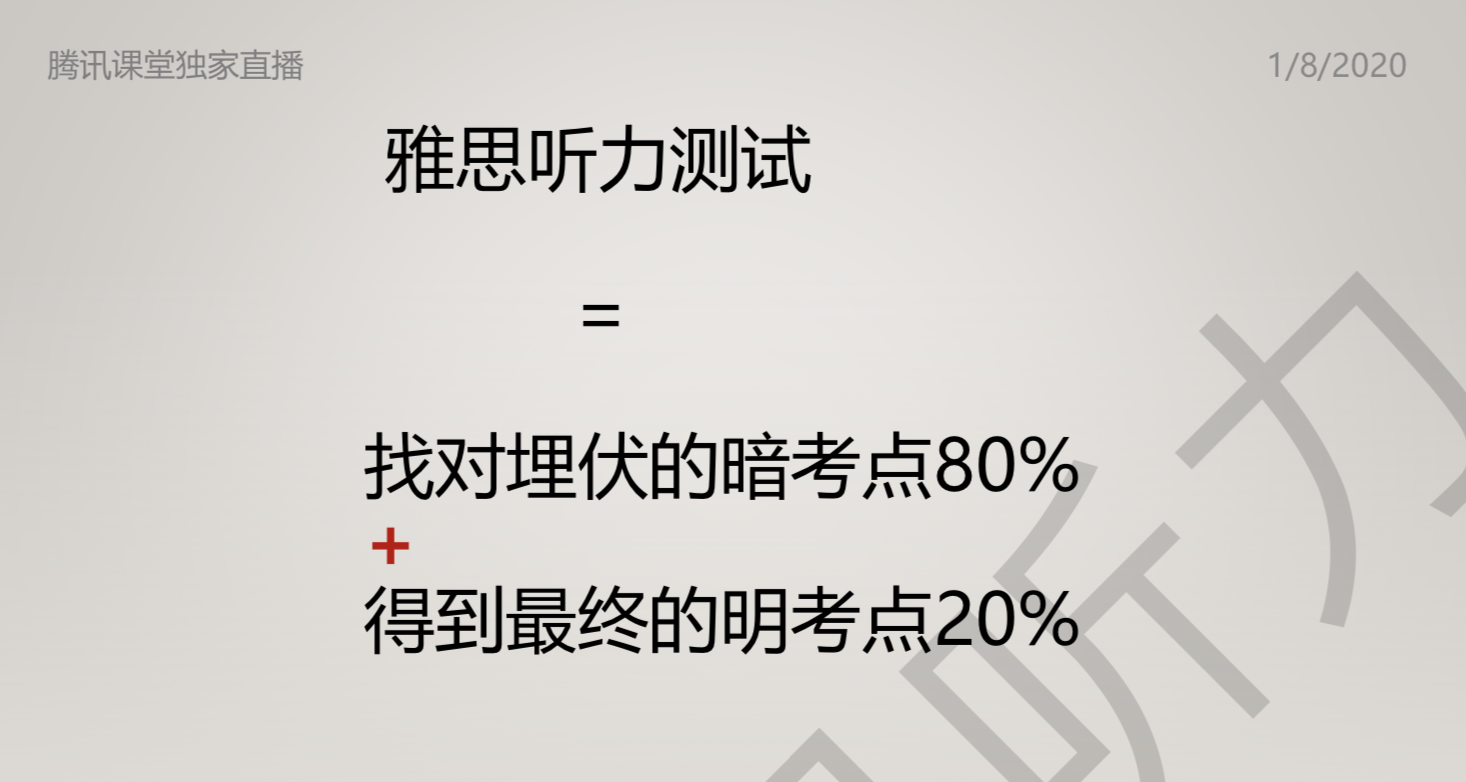 腾讯课堂独家直播
1/8/2020
雅思听力测试
=
找对埋伏的暗考点80%
+
得到最终的明考点20%
听力